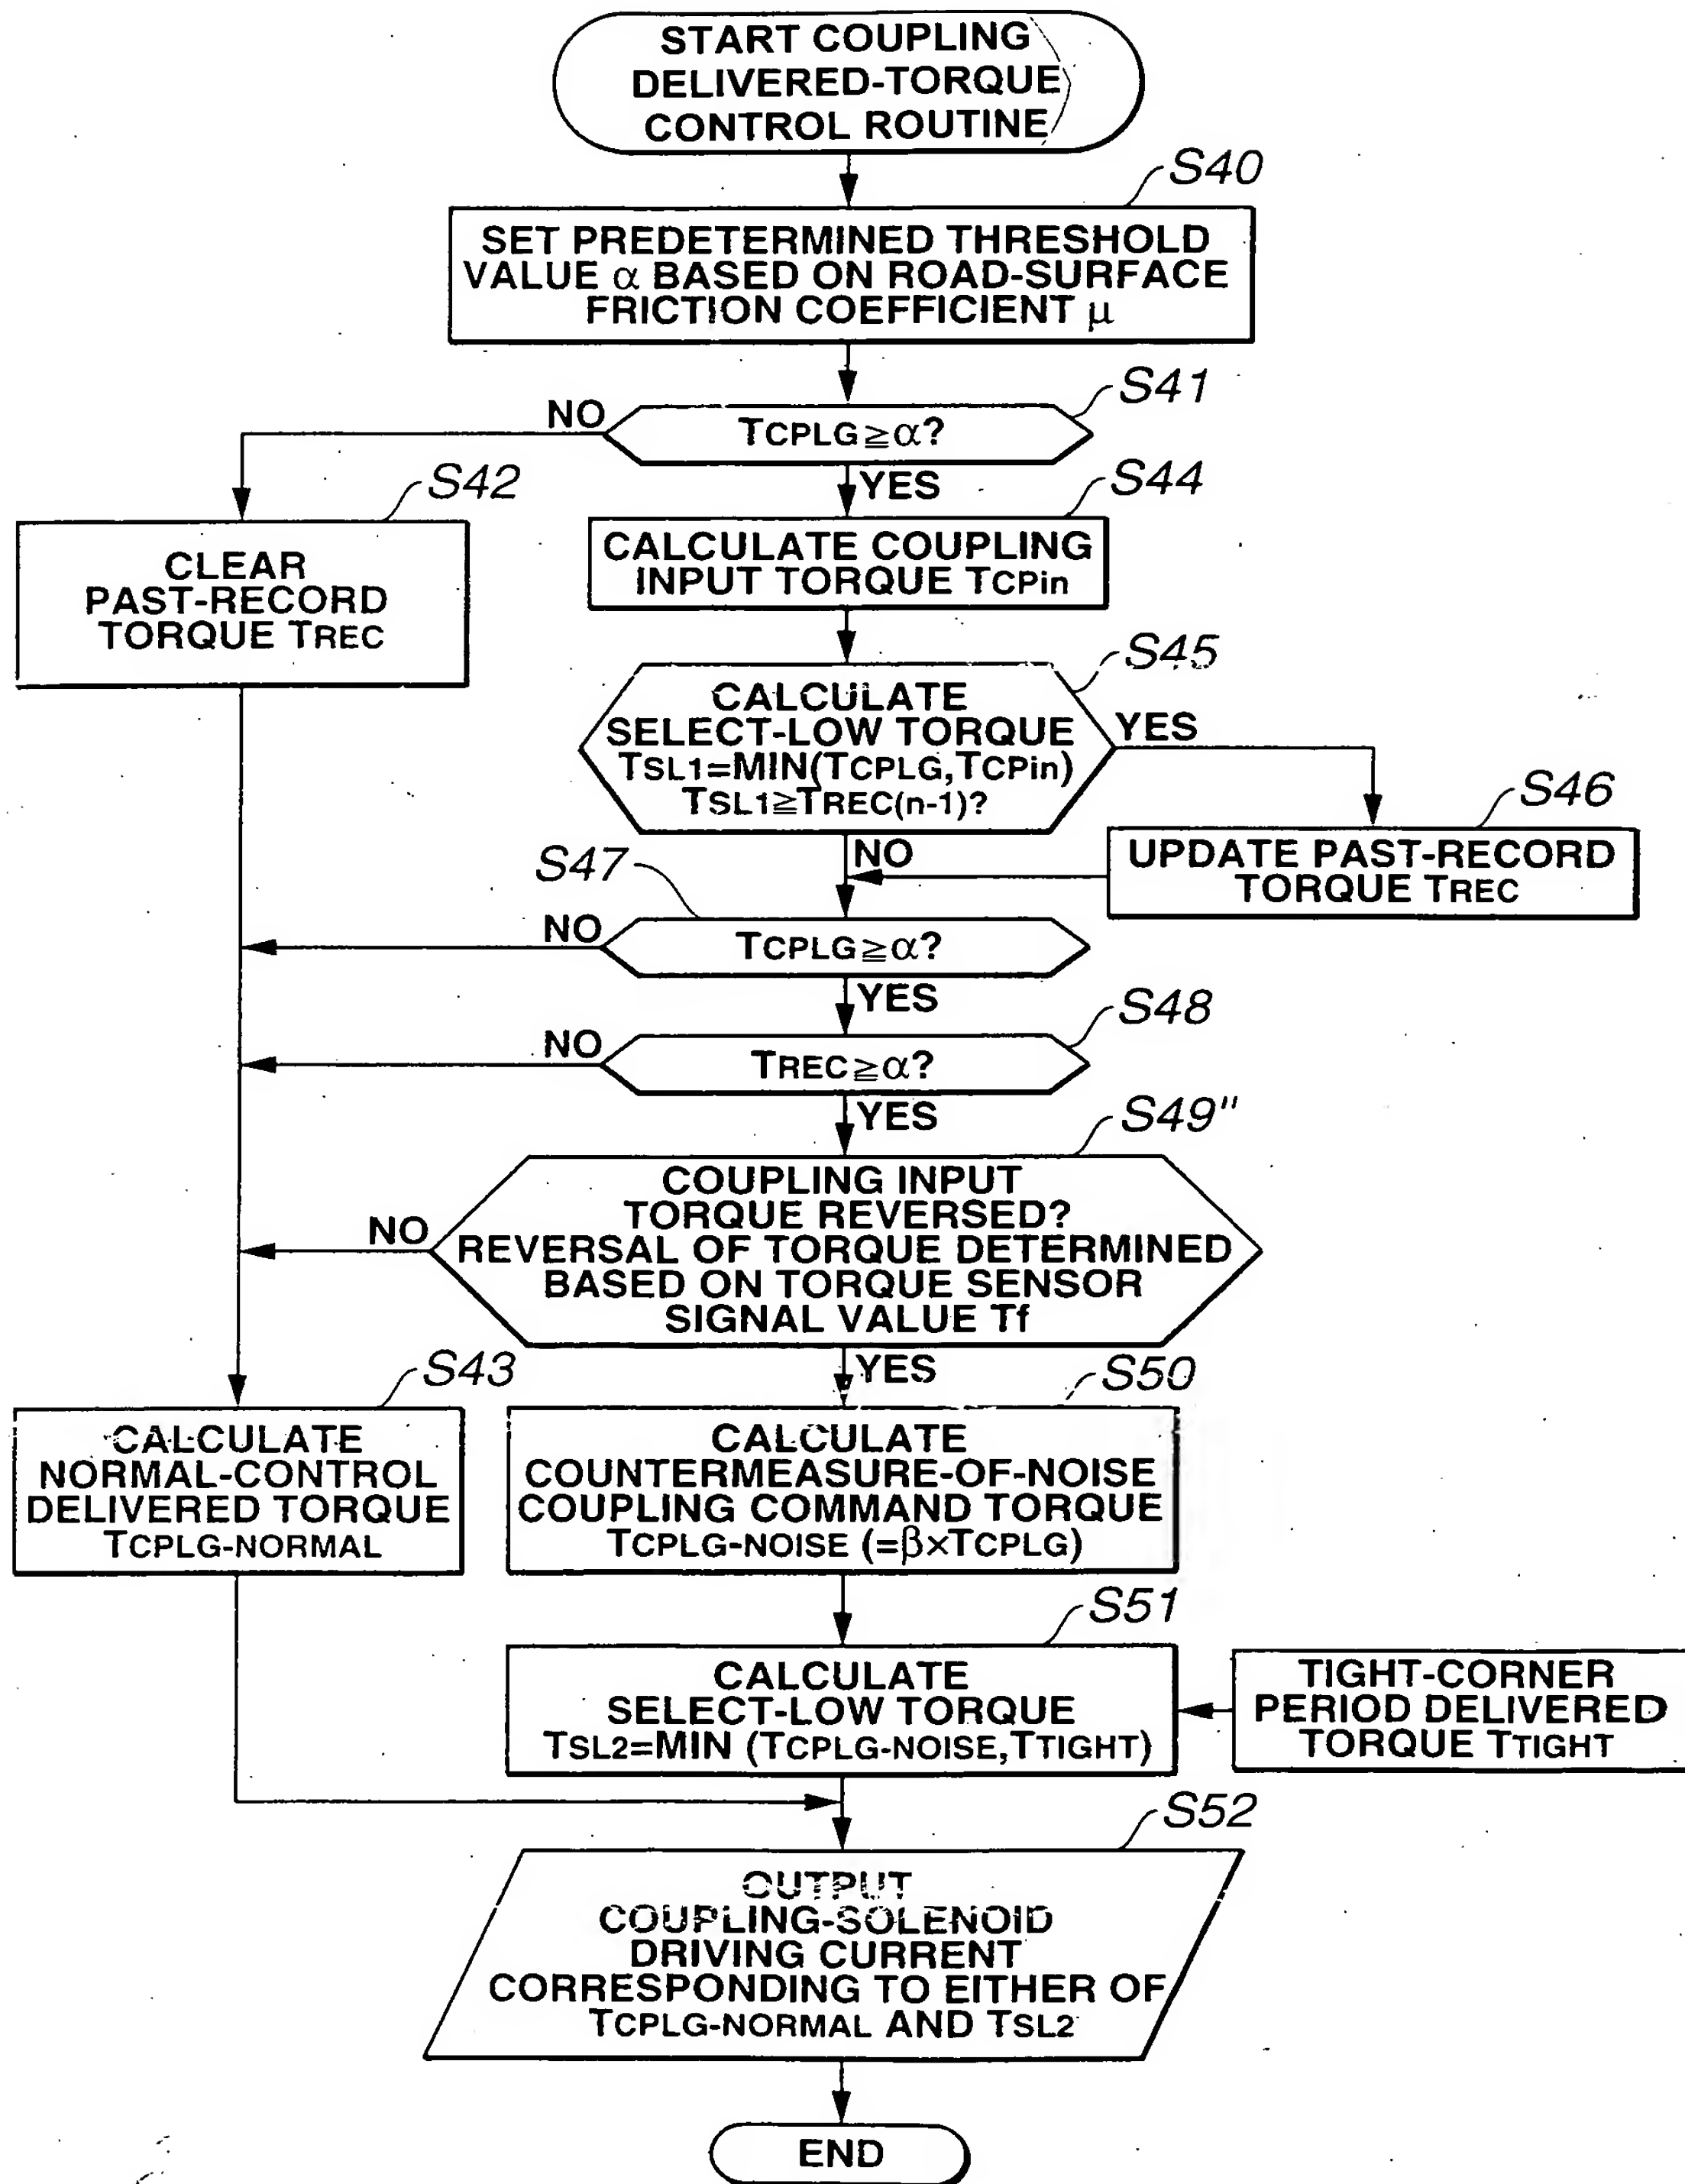 START COUPLING
DELIVERED-TORQUE
CONTROL ROUTINE
S40
SET PREDETERMINED THRESHOLD
VALUE α BASED ON ROAD-SURFACE
FRICTION COEFFICIENT μ
S41
NO
TCPLG≧α?
YES
S42
CLEAR
PAST-RECORD
TORQUE TREC
S44
CALCULATE COUPLING
INPUT TORQUE TCPin
S45
CALCULATE
SELECT-LOW TORQUE
TSL1=MIN(TCPLG,TCPin)
TSL1≧TREC(n-1)?
YES
NO
S46
UPDATE PAST-RECORD
TORQUE TREC
S47
NO
TCPLG≧α?
YES
S48
NO
TREC≧α?
YES
S49"
COUPLING INPUT
TORQUE REVERSED?
NO
REVERSAL OF TORQUE DETERMINED
BASED ON TORQUE SENSOR
SIGNAL VALUE Tf
YES
S43
CALCULATE
NORMAL-CONTROL
DELIVERED TORQUE
TCPLG-NORMAL
S50
CALCULATE
COUNTERMEASURE-OF-NOISE
COUPLING COMMAND TORQUE
TCPLG-NOISE (=β×TCPLG)
S51
CALCULATE
SELECT-LOW TORQUE
TSL2=MIN (TCPLG-NOISE,TTIGHT)
TIGHT-CORNER
PERIOD DELIVERED
TORQUE TTIGHT
S52
OUTPUT
COUPLING-SOLENOID
DRIVING CURRENT
CORRESPONDING TO EITHER OF
TCPLG-NORMAL AND TSL2
END